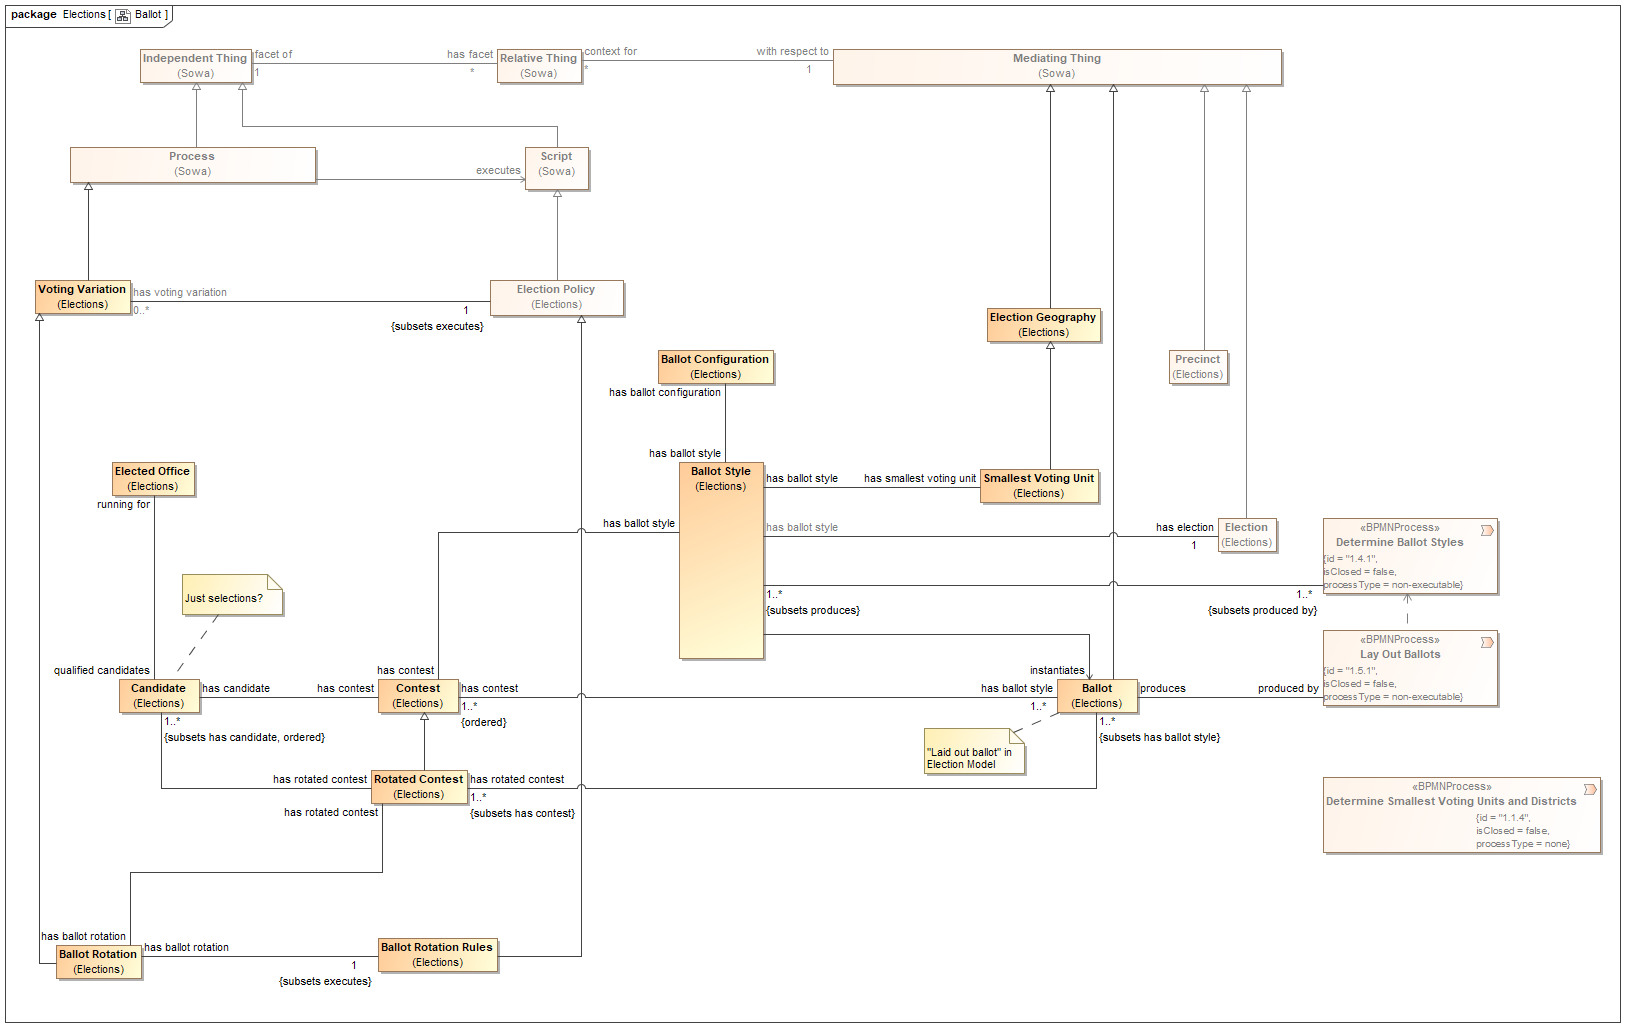 package Elections [ Ballot ]
Independent Thing
(Sowa)
facet of
1
has facet
*
Relative Thing
(Sowa)
context for
*
with respect to
1
Mediating Thing
(Sowa)
Process
(Sowa)
executes
Script
(Sowa)
Voting Variation
(Elections)
has voting variation
0..*
1
{subsets executes}
Election Policy
(Elections)
Election Geography
(Elections)
Ballot Configuration
(Elections)
has ballot configuration
Precinct
(Elections)
has ballot style
Elected Office
(Elections)
running for
Ballot Style
(Elections)
has ballot style
has smallest voting unit
Smallest Voting Unit
(Elections)
has ballot style
has ballot style
has election
1
Election
(Elections)
«BPMNProcess»
Determine Ballot Styles
{id = "1.4.1",
isClosed = false,
processType = non-executable}
1..*
{subsets produces}
1..*
{subsets produced by}
Just selections?
«BPMNProcess»
Lay Out Ballots
{id = "1.5.1",
isClosed = false,
processType = non-executable}
qualified candidates
has contest
instantiates
Candidate
(Elections)
has candidate
1..*
{subsets has candidate, ordered}
has contest
Contest
(Elections)
has contest
1..*
{ordered}
has ballot style
1..*
Ballot
(Elections)
produces
produced by
1..*
{subsets has ballot style}
"Laid out ballot" in
Election Model
has rotated contest
Rotated Contest
(Elections)
has rotated contest
1..*
{subsets has contest}
has rotated contest
«BPMNProcess»
Determine Smallest Voting Units and Districts
{id = "1.1.4",
isClosed = false,
processType = none}
has ballot rotation
Ballot Rotation
(Elections)
has ballot rotation
1
{subsets executes}
Ballot Rotation Rules
(Elections)